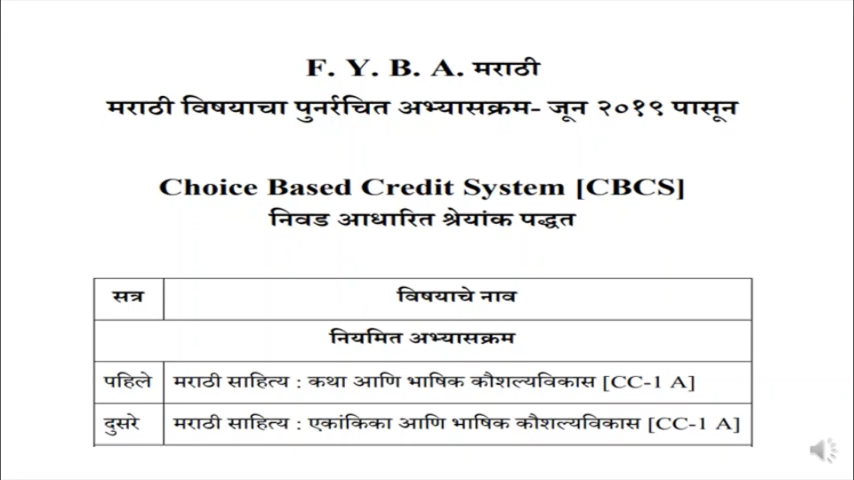 F. Y. B. A. मराठी
मराठी विषयाचा पुनर्रचित अभ्यासक्रम- जून २०१९ पासून
Choice Based Credit System [CBCS]
निवड आधारित श्रेयांक पद्धत
सत्र विषयाचे नाव
नियमित अभ्यासक्रम
पहिले मराठी साहित्य : कथा आणि भाषिक कौशल्यविकास [CC-1 A]
दुसरे मराठी साहित्य : एकांकिका आणि भाषिक कौशल्यविकास [CC-1 A]